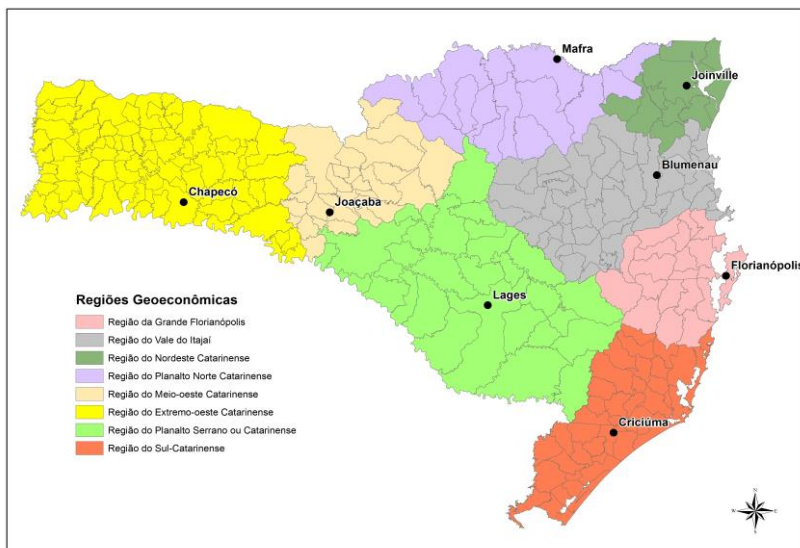 Mafra
Joinville
Blumenau
Chapecó
Joaçaba
Florianópolis
Lages
Criciúma
Regiões Geoeconômicas
Região da Grande Florianópolis
Região do Vale do Itajaí
Região do Nordeste Catarinense
Região do Planalto Norte Catarinense
Região do Meio-oeste Catarinense
Região do Extremo-oeste Catarinense
Região do Planalto Serrano ou Catarinense
Região do Sul-Catarinense
N
W E
S